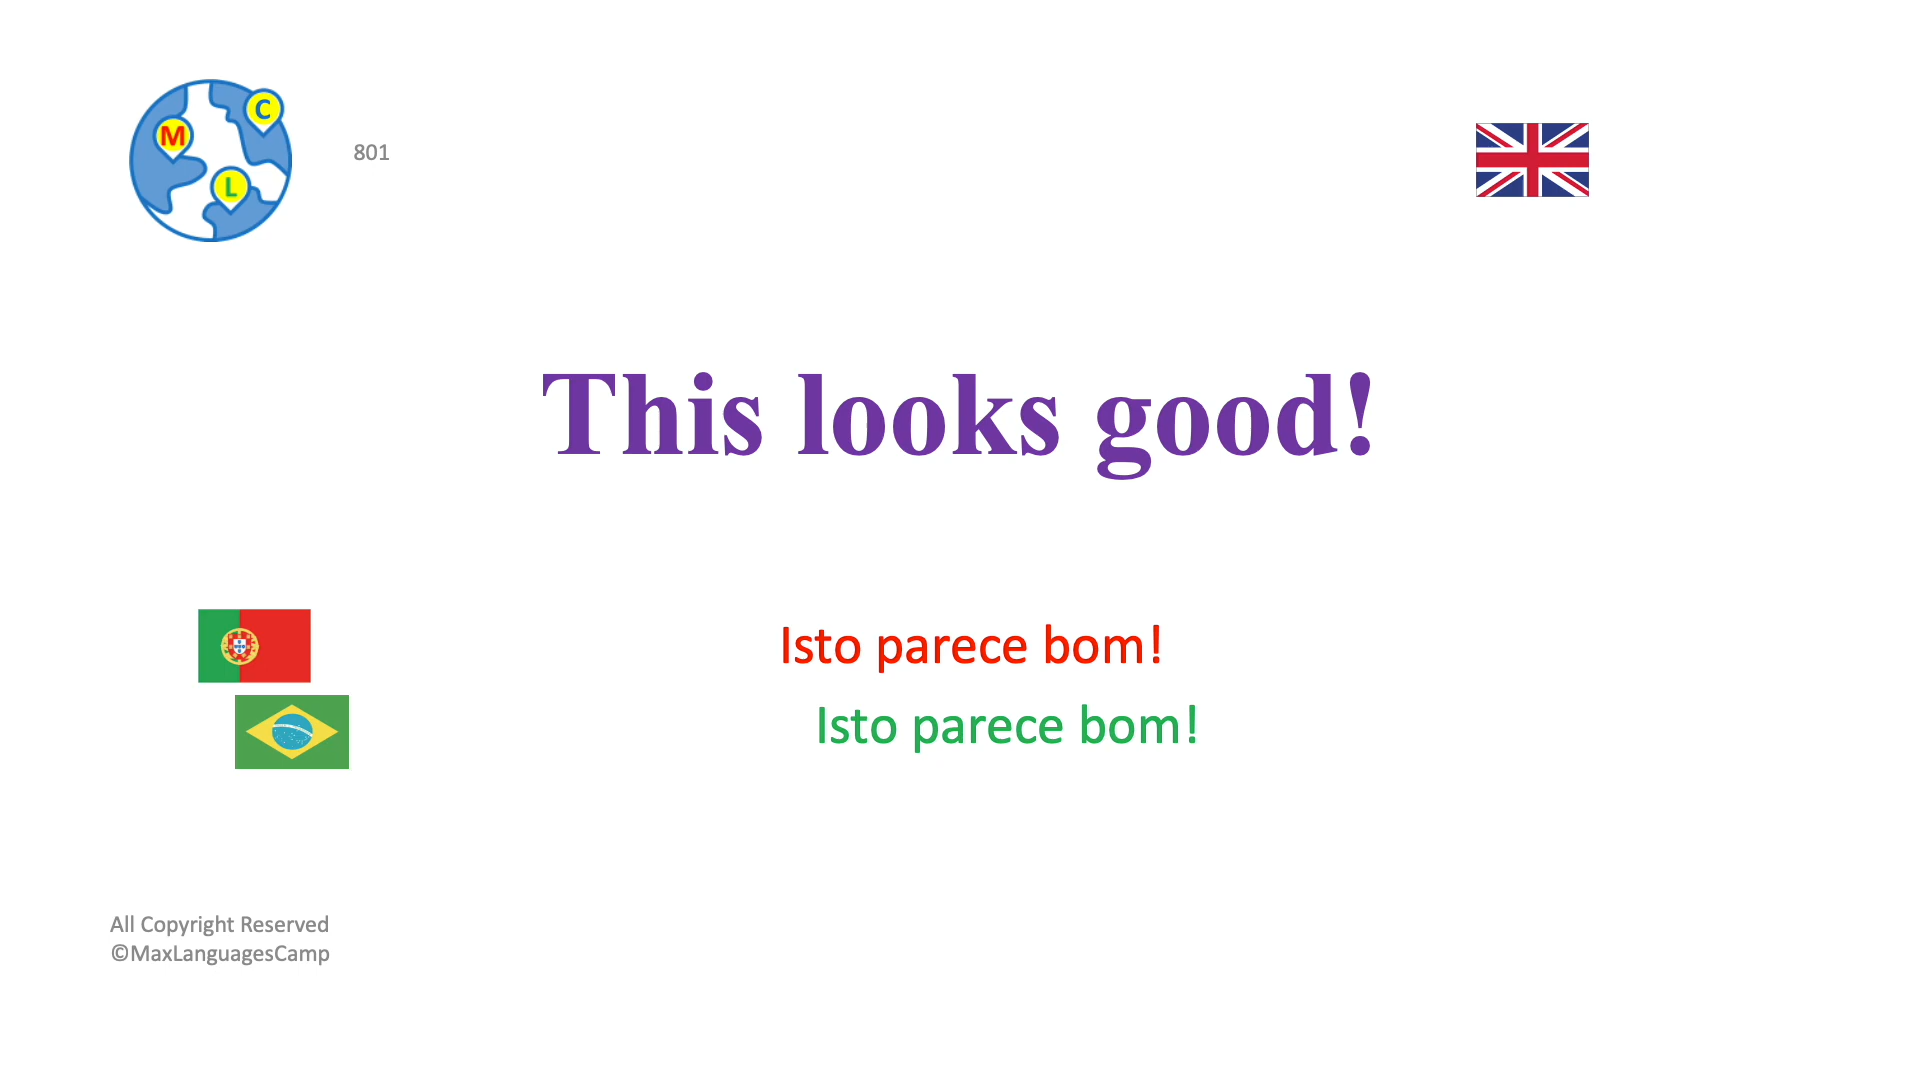 M
C
L
801
This looks good!
Isto parece bom!
Isto parece bom!
All Copyright Reserved
©MaxLanguagesCamp